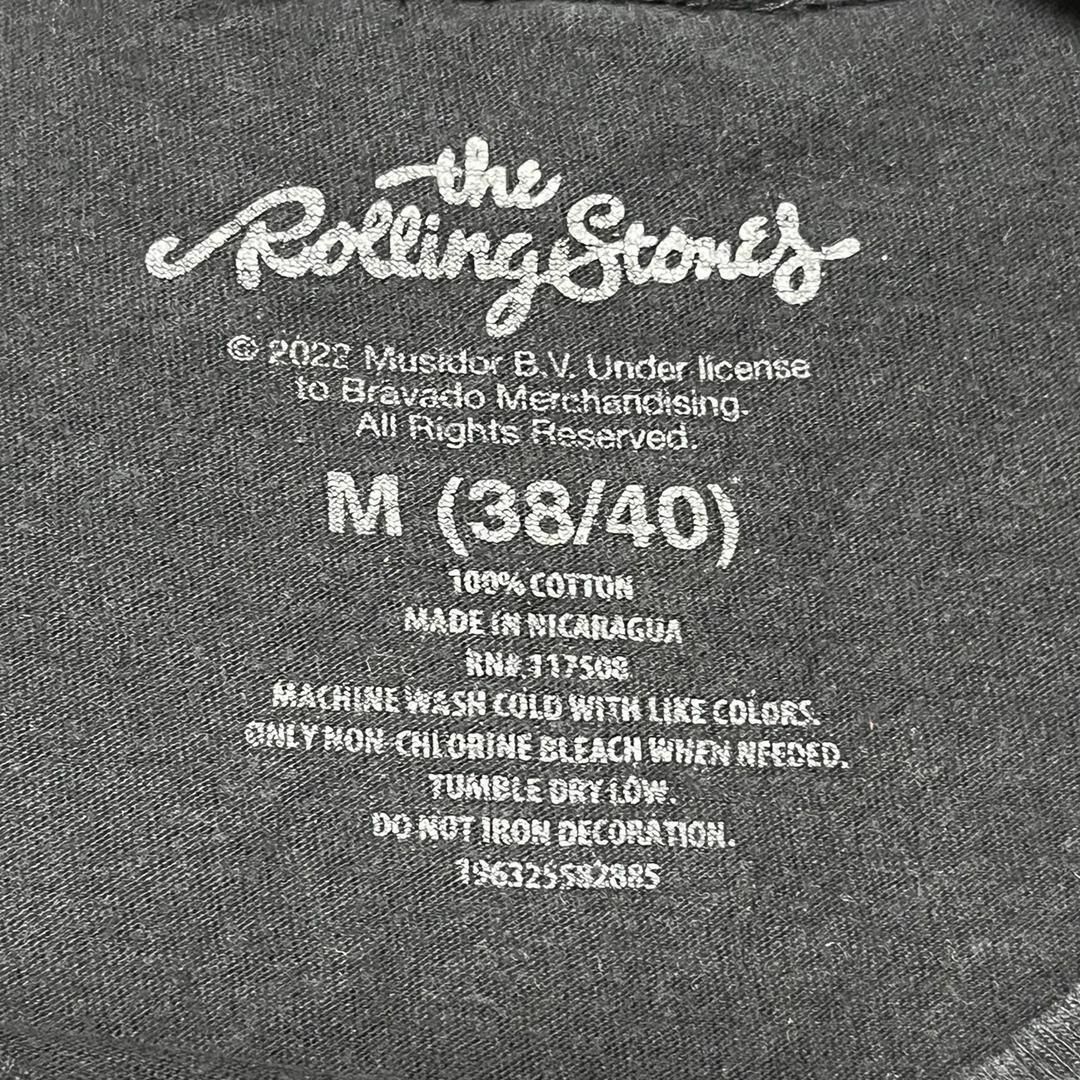 the
Rolling Stones
© 2022 Musidor B.V. Under license
to Bravado Merchandising.
All Rights Reserved.
M (38/40)
100% COTTON
MADE IN NICARAGUA
RN#.117508
MACHINE WASH COLD WITH LIKE COLORS.
ONLY NON-CHLORINE BLEACH WHEN NEEDED.
TUMBLE DRY LOW.
DO NOT IRON DECORATION.
196325582885